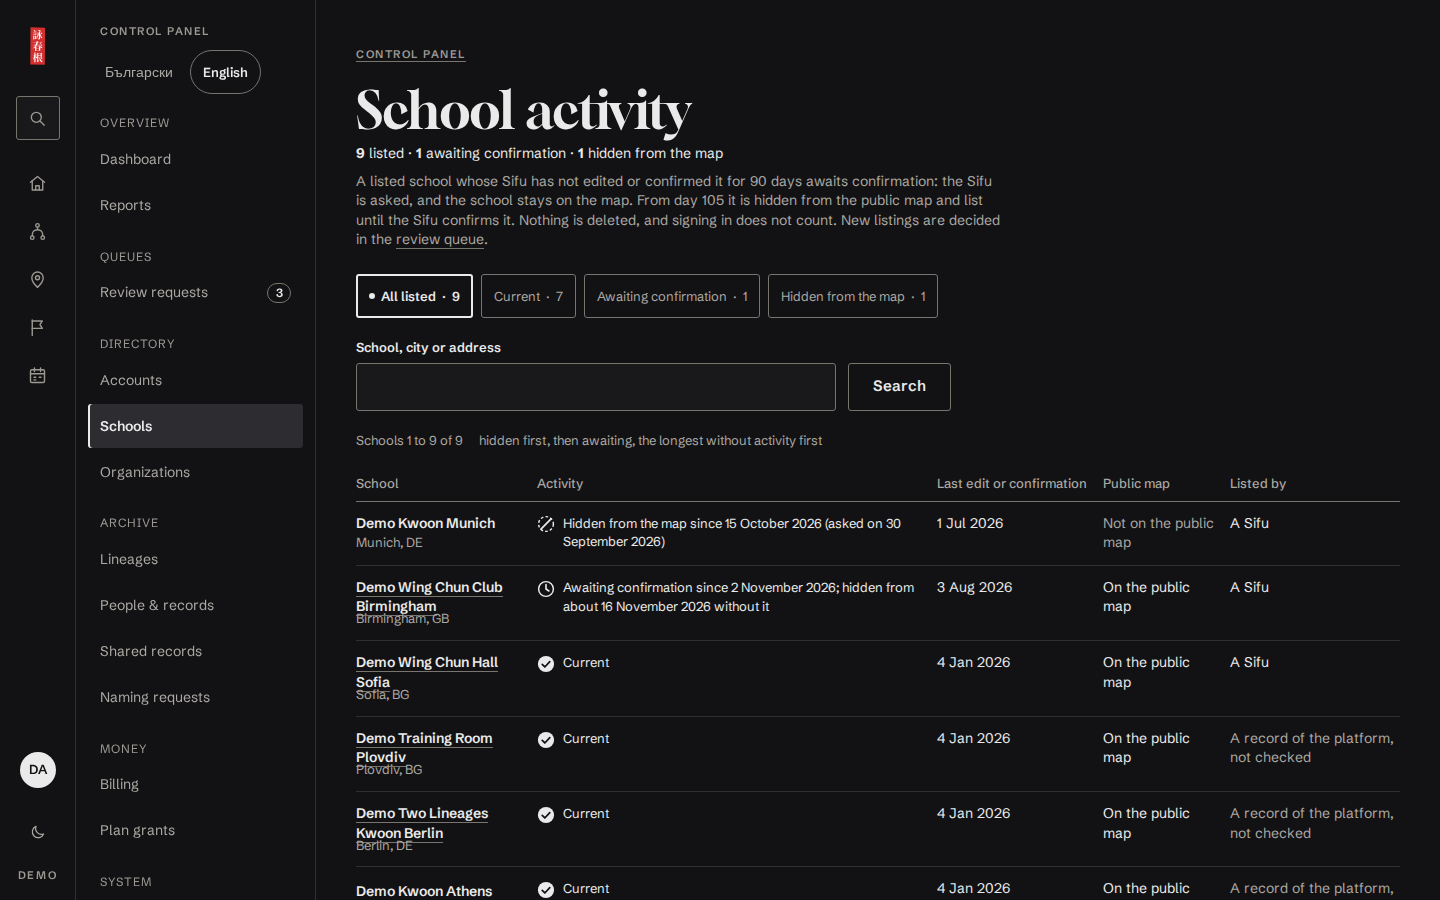 詠春根
CONTROL PANEL
Български
English
OVERVIEW
Dashboard
Reports
QUEUES
Review requests
3
DIRECTORY
Accounts
Schools
Organizations
ARCHIVE
Lineages
People & records
Shared records
Naming requests
MONEY
Billing
Plan grants
SYSTEM
DA
DEMO
CONTROL PANEL
School activity
9 listed · 1 awaiting confirmation · 1 hidden from the map
A listed school whose Sifu has not edited or confirmed it for 90 days awaits confirmation: the Sifu
is asked, and the school stays on the map. From day 105 it is hidden from the public map and list
until the Sifu confirms it. Nothing is deleted, and signing in does not count. New listings are decided
in the review queue.
All listed · 9
Current · 7
Awaiting confirmation · 1
Hidden from the map · 1
School, city or address
Search
Schools 1 to 9 of 9 hidden first, then awaiting, the longest without activity first
School Activity Last edit or confirmation Public map Listed by
Demo Kwoon Munich
Munich, DE
Hidden from the map since 15 October 2026 (asked on 30
September 2026)
1 Jul 2026
Not on the public
map
A Sifu
Demo Wing Chun Club
Birmingham
Birmingham, GB
Awaiting confirmation since 2 November 2026; hidden from
about 16 November 2026 without it
3 Aug 2026
On the public
map
A Sifu
Demo Wing Chun Hall
Sofia
Sofia, BG
Current
4 Jan 2026
On the public
map
A Sifu
Demo Training Room
Plovdiv
Plovdiv, BG
Current
4 Jan 2026
On the public
map
A record of the platform,
not checked
Demo Two Lineages
Kwoon Berlin
Berlin, DE
Current
4 Jan 2026
On the public
map
A record of the platform,
not checked
Demo Kwoon Athens
Current
4 Jan 2026
On the public
A record of the platform,